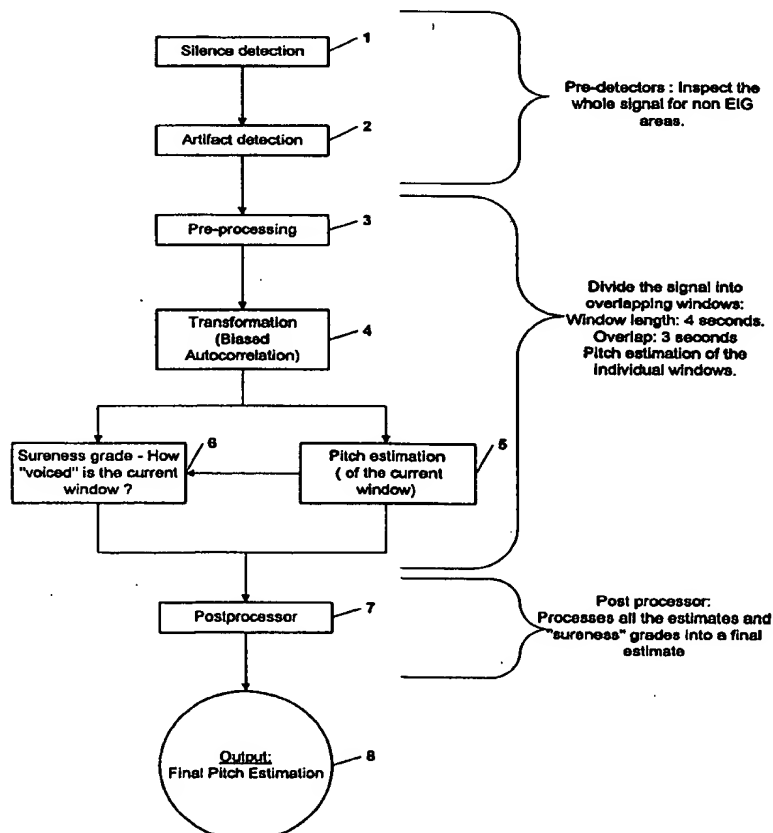 Silence detection
1
Pre-detectors : Inspect the
whole signal for non EIG
areas.
Artifact detection
2
Pre-processing
3
Transformation
(Biased
Autocorrelation)
4
Divide the signal into
overlapping windows:
Window length: 4 seconds.
Overlap: 3 seconds
Pitch estimation of the
individual windows.
Sureness grade - How
"voiced" is the current
window ?
6
Pitch estimation
( of the current
window)
5
Postprocessor
7
Post processor:
Processes all the estimates and
"sureness" grades into a final
estimate
Output:
Final Pitch Estimation
8